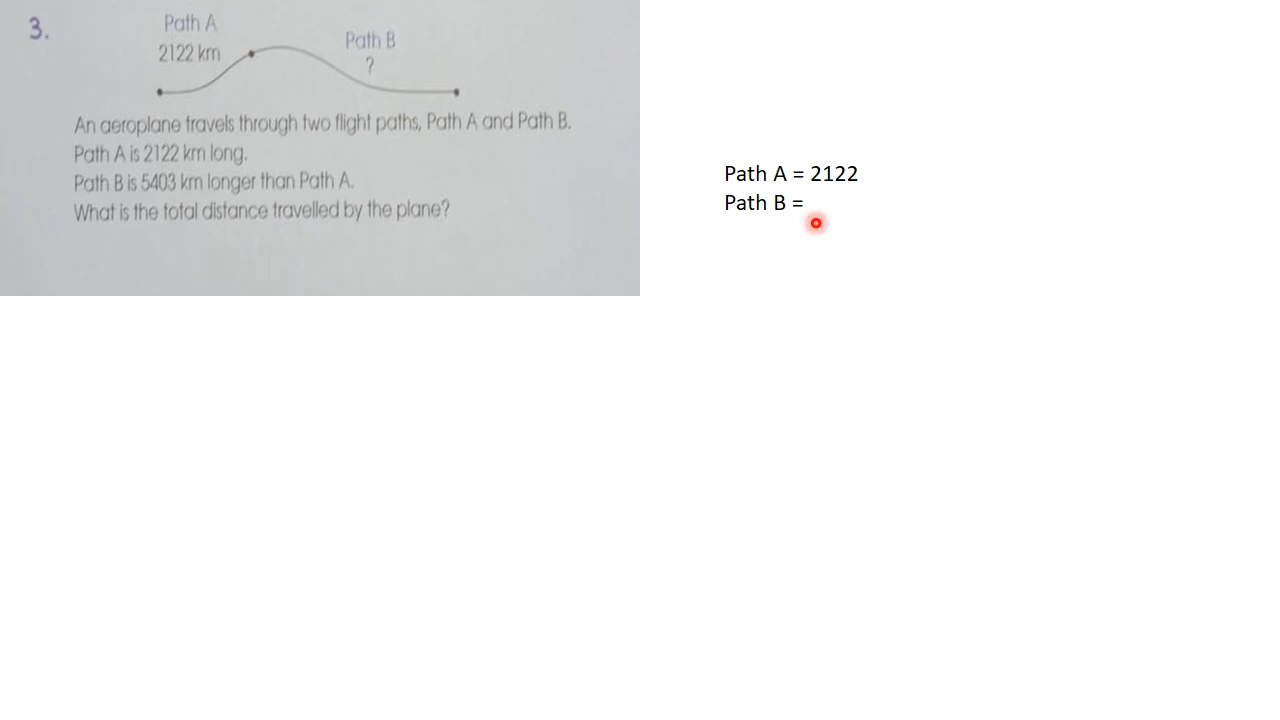 3.
Path A
2122 km
Path B
?
An aeroplane travels through two flight paths, Path A and Path B.
Path A is 2122 km long.
Path B is 5403 km longer than Path A.
What is the total distance travelled by the plane?
Path A = 2122
Path B =